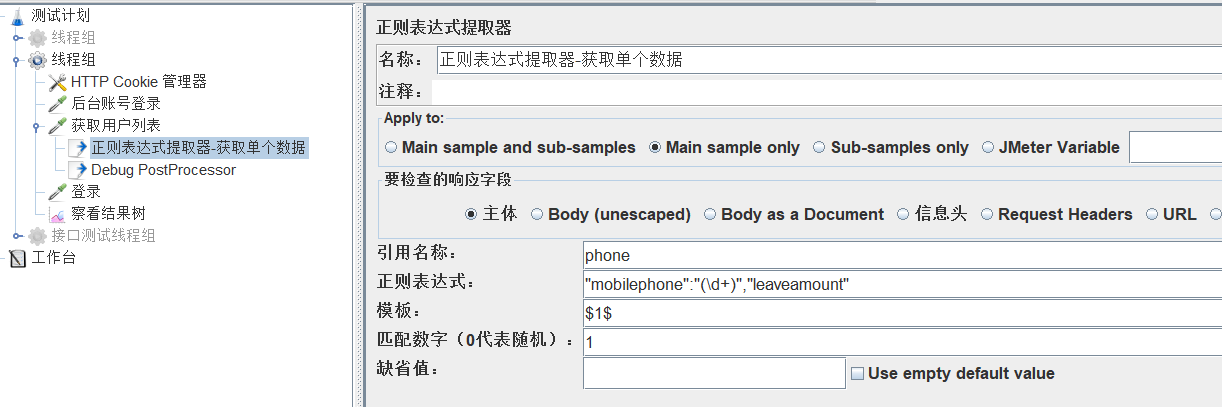 测试计划
线程组
线程组
HTTP Cookie 管理器
后台账号登录
获取用户列表
正则表达式提取器-获取单个数据
Debug PostProcessor
登录
察看结果树
接口测试线程组
工作台
正则表达式提取器
名称： 正则表达式提取器-获取单个数据
注释：
Apply to:
Main sample and sub-samples Main sample only Sub-samples only JMeter Variable
要检查的响应字段
主体 Body (unescaped) Body as a Document 信息头 Request Headers URL
引用名称： phone
正则表达式： "mobilephone":"(\d+)","leaveamount"
模板： $1$
匹配数字（0代表随机）： 1
缺省值： Use empty default value